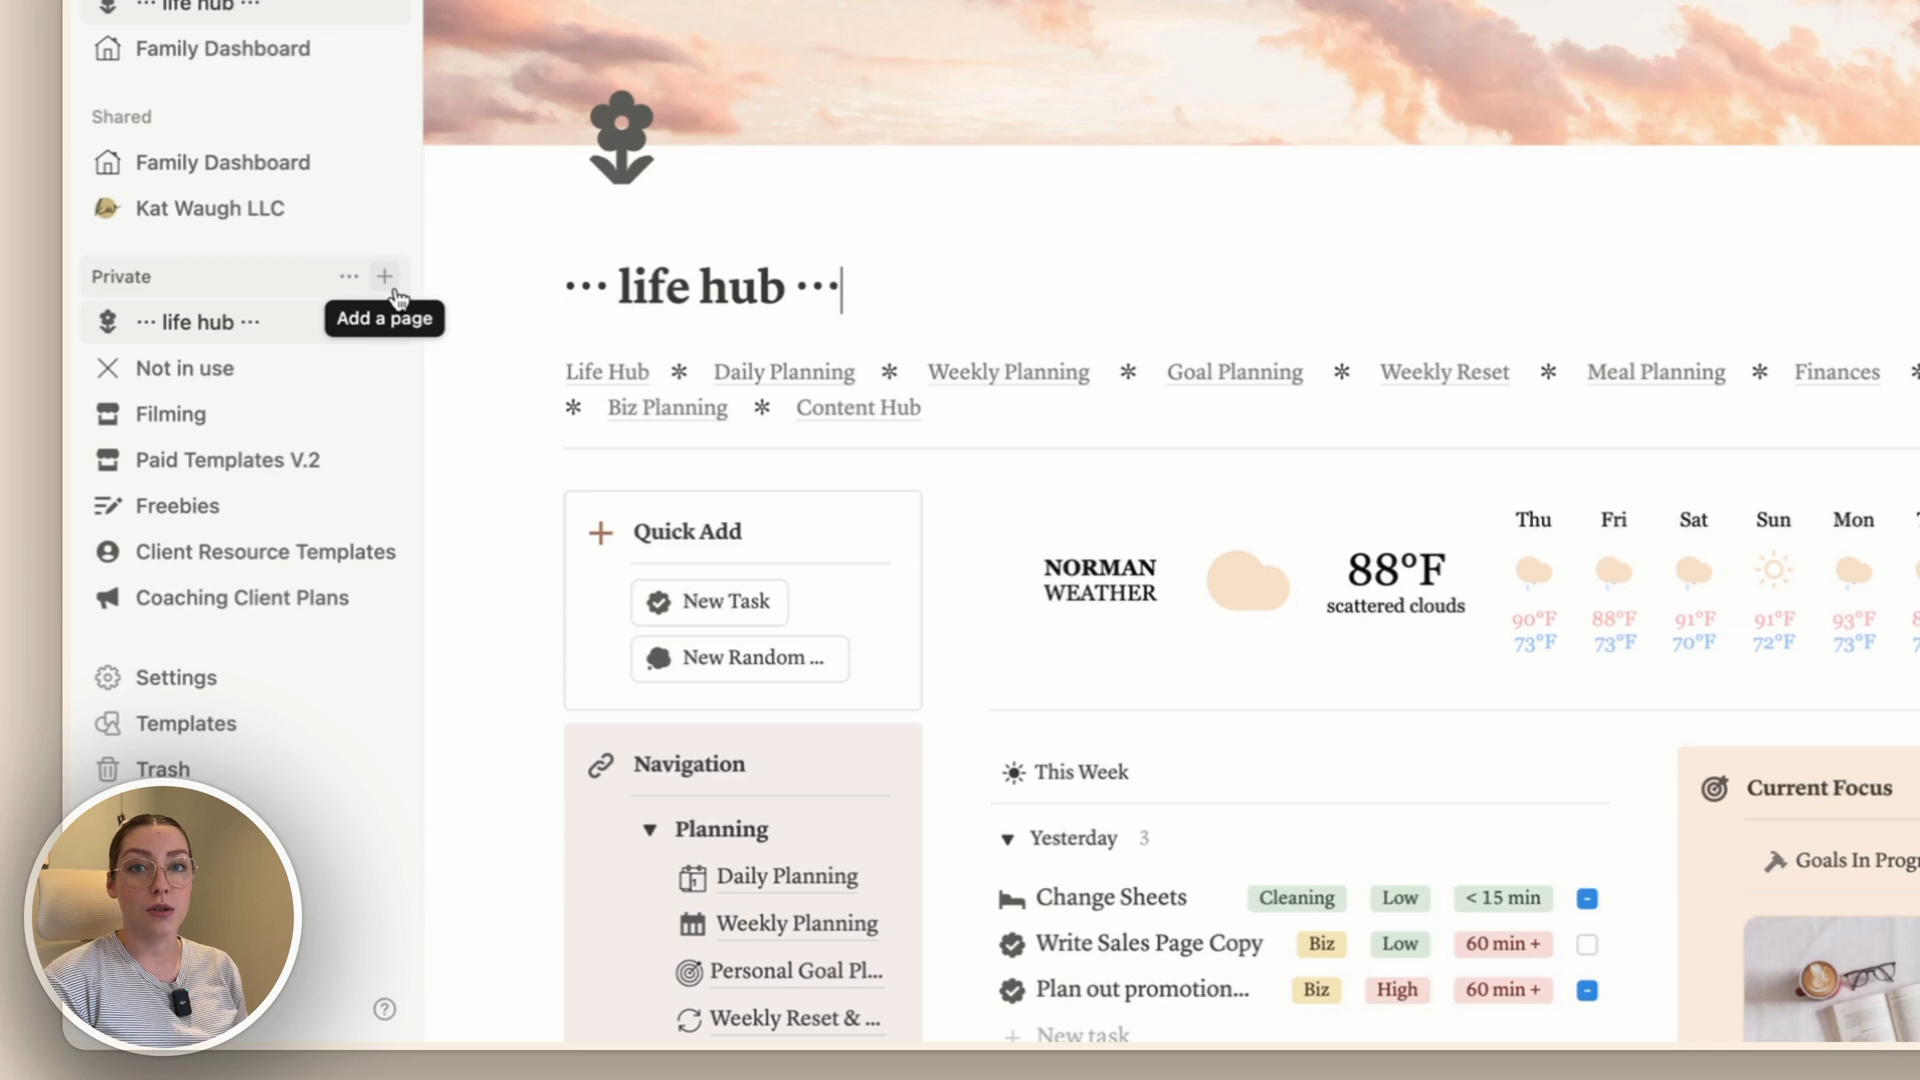 ··· life hub ···
Family Dashboard
Shared
Family Dashboard
Kat Waugh LLC
Private
Add a page
··· life hub ···
Not in use
Filming
Paid Templates V.2
Freebies
Client Resource Templates
Coaching Client Plans
Settings
Templates
Trash
··· life hub ···
Life Hub * Daily Planning * Weekly Planning * Goal Planning * Weekly Reset * Meal Planning * Finances *
* Biz Planning * Content Hub
Quick Add
New Task
New Random ...
Navigation
Planning
Daily Planning
Weekly Planning
Personal Goal Pl...
Weekly Reset & ...
NORMAN
WEATHER
88°F
scattered clouds
Thu Fri Sat Sun Mon
90°F 88°F 91°F 91°F 93°F
73°F 73°F 70°F 72°F 73°F
This Week
Yesterday 3
Change Sheets Cleaning Low < 15 min
Write Sales Page Copy Biz Low 60 min +
Plan out promotion... Biz High 60 min +
+ New task
Current Focus
Goals In Progr